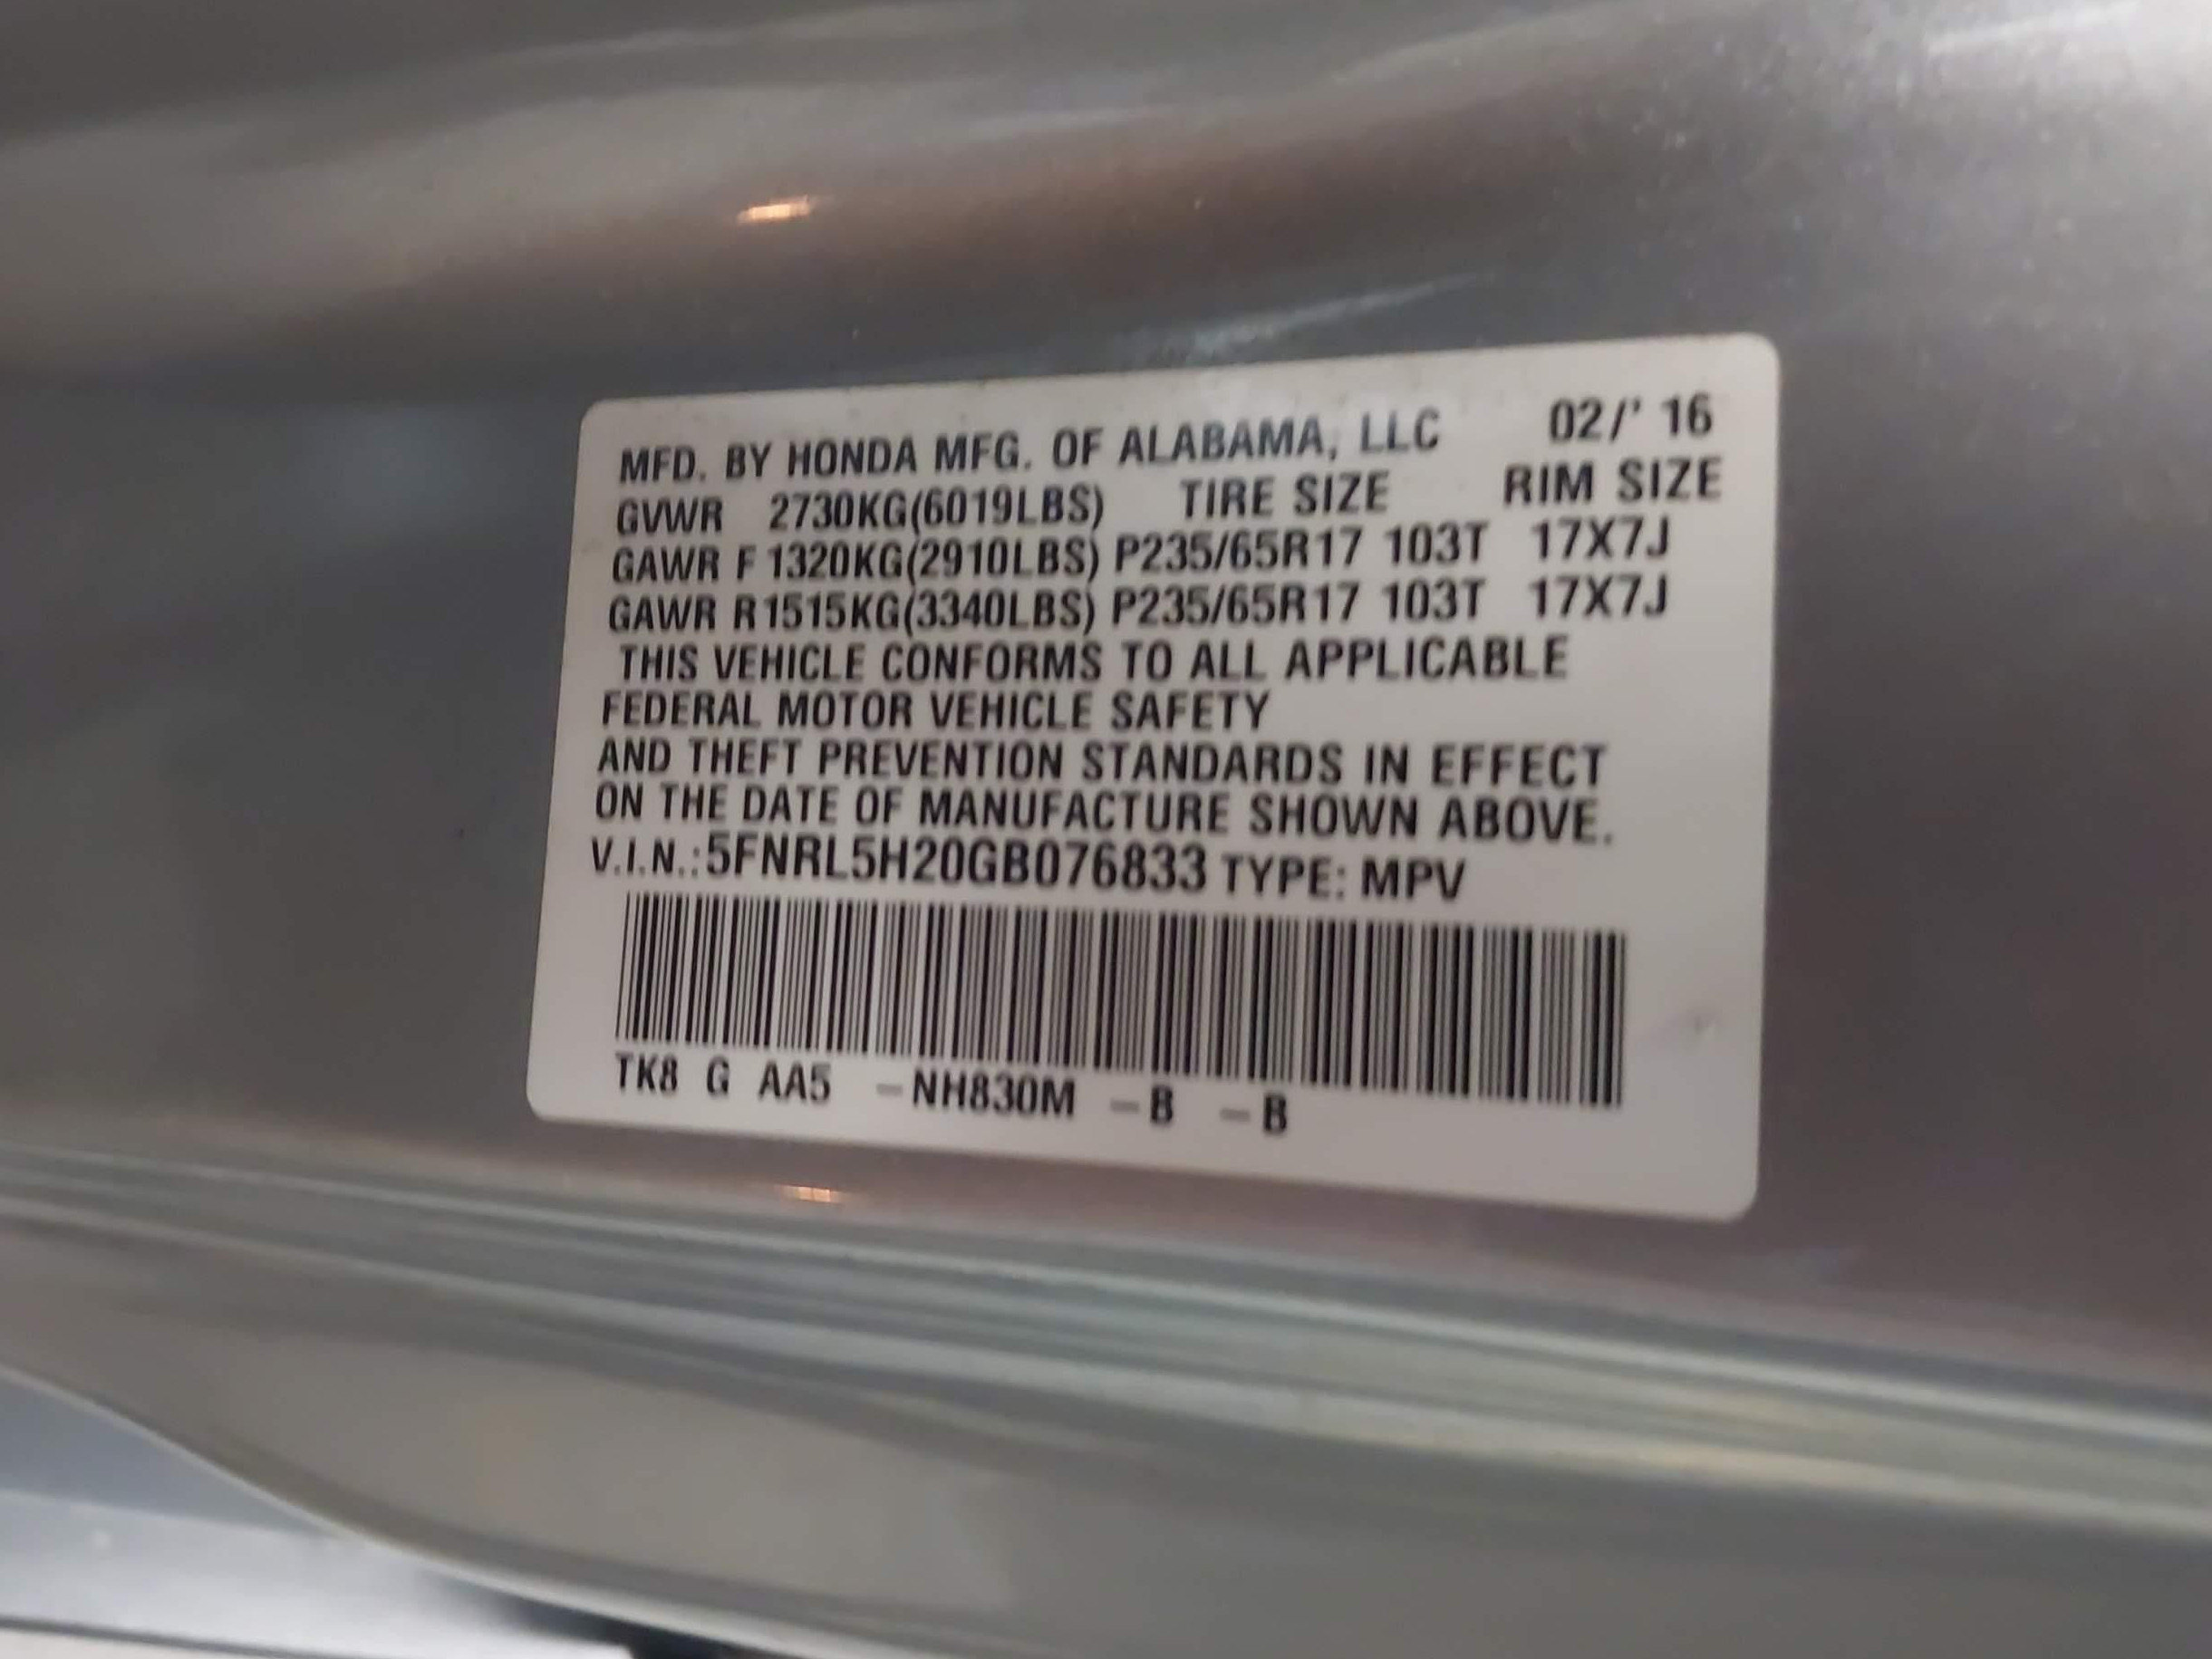 MFD. BY HONDA MFG. OF ALABAMA, LLC 02/' 16
GVWR 2730KG(6019LBS) TIRE SIZE RIM SIZE
GAWR F 1320KG(2910LBS) P235/65R17 103T 17X7J
GAWR R1515KG(3340LBS) P235/65R17 103T 17X7J
THIS VEHICLE CONFORMS TO ALL APPLICABLE
FEDERAL MOTOR VEHICLE SAFETY
AND THEFT PREVENTION STANDARDS IN EFFECT
ON THE DATE OF MANUFACTURE SHOWN ABOVE.
V.I.N.:5FNRL5H20GB076833 TYPE: MPV
TK8 G AA5 -NH830M -B -B